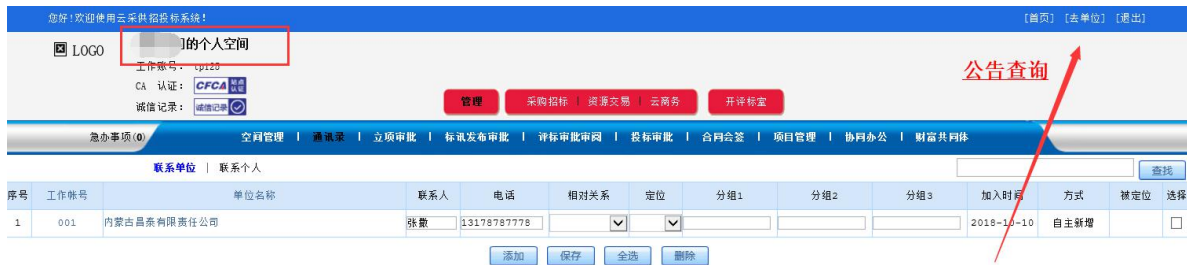 您好!欢迎使用云采供招投标系统!
[首页] [去单位] [退出]
LOGO
的个人空间
工作账号: tp128
CA 认证: CFCA
诚信记录: 诚信记录
公告查询
管理 采购招标 | 资源交易 | 云商务 开评标室
急办事项(0) 空间管理 | 通讯录 | 立项审批 | 标讯发布审批 | 评标审批审阅 | 投标审批 | 合同会签 | 项目管理 | 协同办公 | 财富共同体
联系单位 | 联系个人
查找
序号 工作帐号 单位名称 联系人 电话 相对关系 定位 分组1 分组2 分组3 加入时间 方式 被定位 选择
1 001 内蒙古昌泰有限责任公司 张散 13178787778 2018-10-10 自主新增
添加 保存 全选 删除